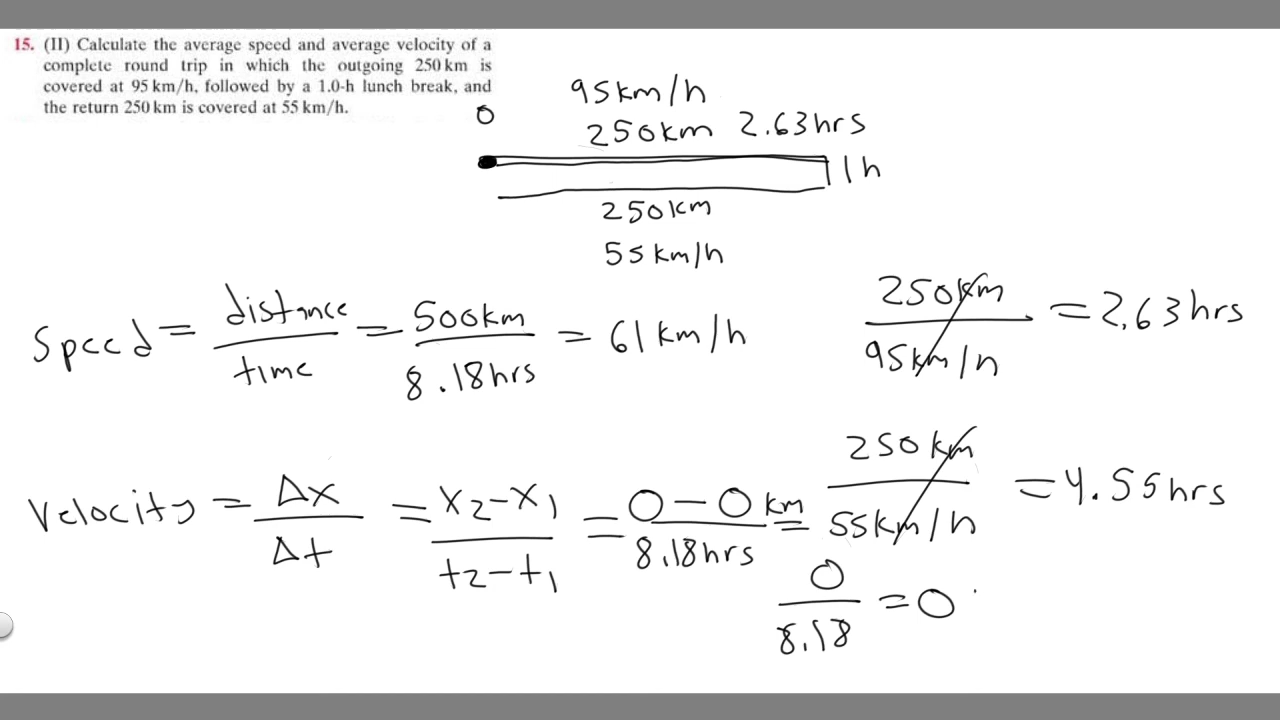 15. (II) Calculate the average speed and average velocity of a
complete round trip in which the outgoing 250 km is
covered at 95 km/h, followed by a 1.0-h lunch break, and
the return 250 km is covered at 55 km/h.
95km/h
0
250km 2.63hrs
1h
250km
55km/h
Speed = distance/time = 500km/8.18hrs = 61km/h
250km/95km/h = 2.63hrs
Velocity = Δx/Δt = x2-x1/t2-t1 = 0-0km/8.18hrs =
250km/55km/h = 4.55hrs
0/8.18 = 0